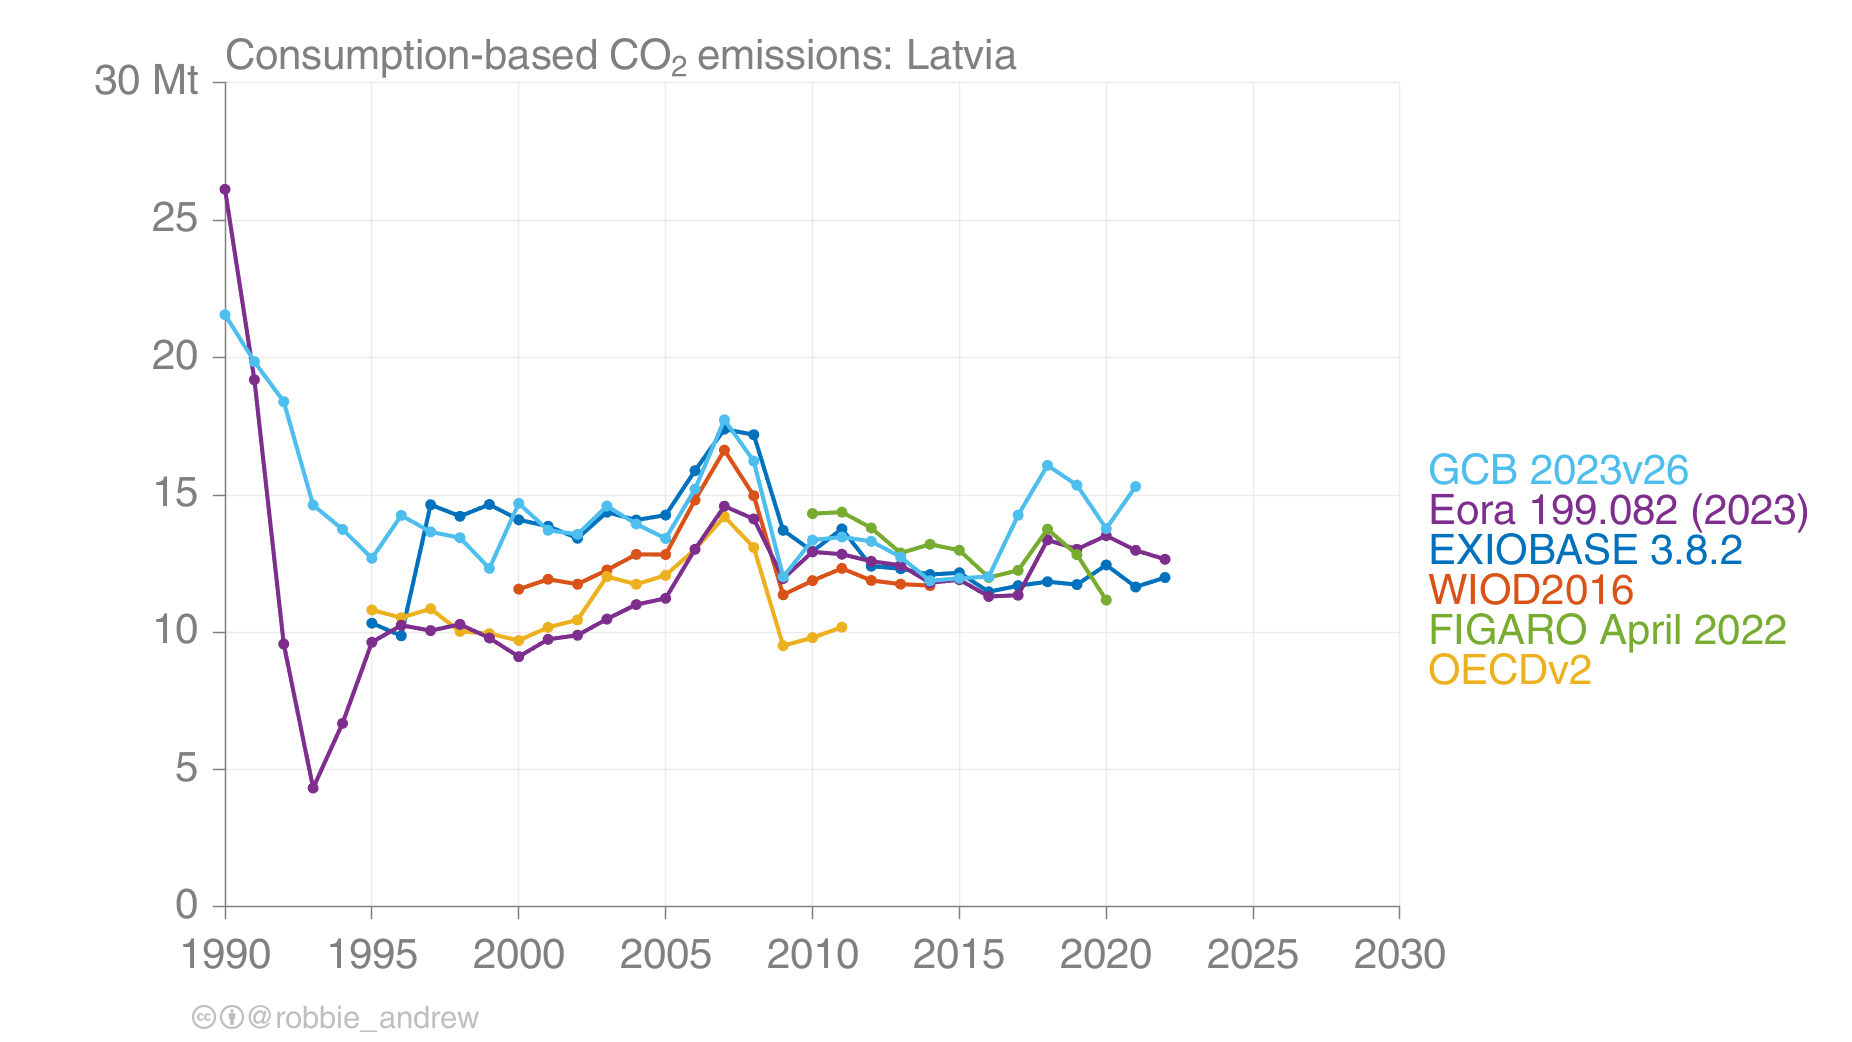 Consumption-based CO₂ emissions: Latvia
30 Mt
25
20
15
10
5
0
1990 1995 2000 2005 2010 2015 2020 2025 2030
GCB 2023v26
Eora 199.082 (2023)
EXIOBASE 3.8.2
WIOD2016
FIGARO April 2022
OECDv2
@robbie_andrew